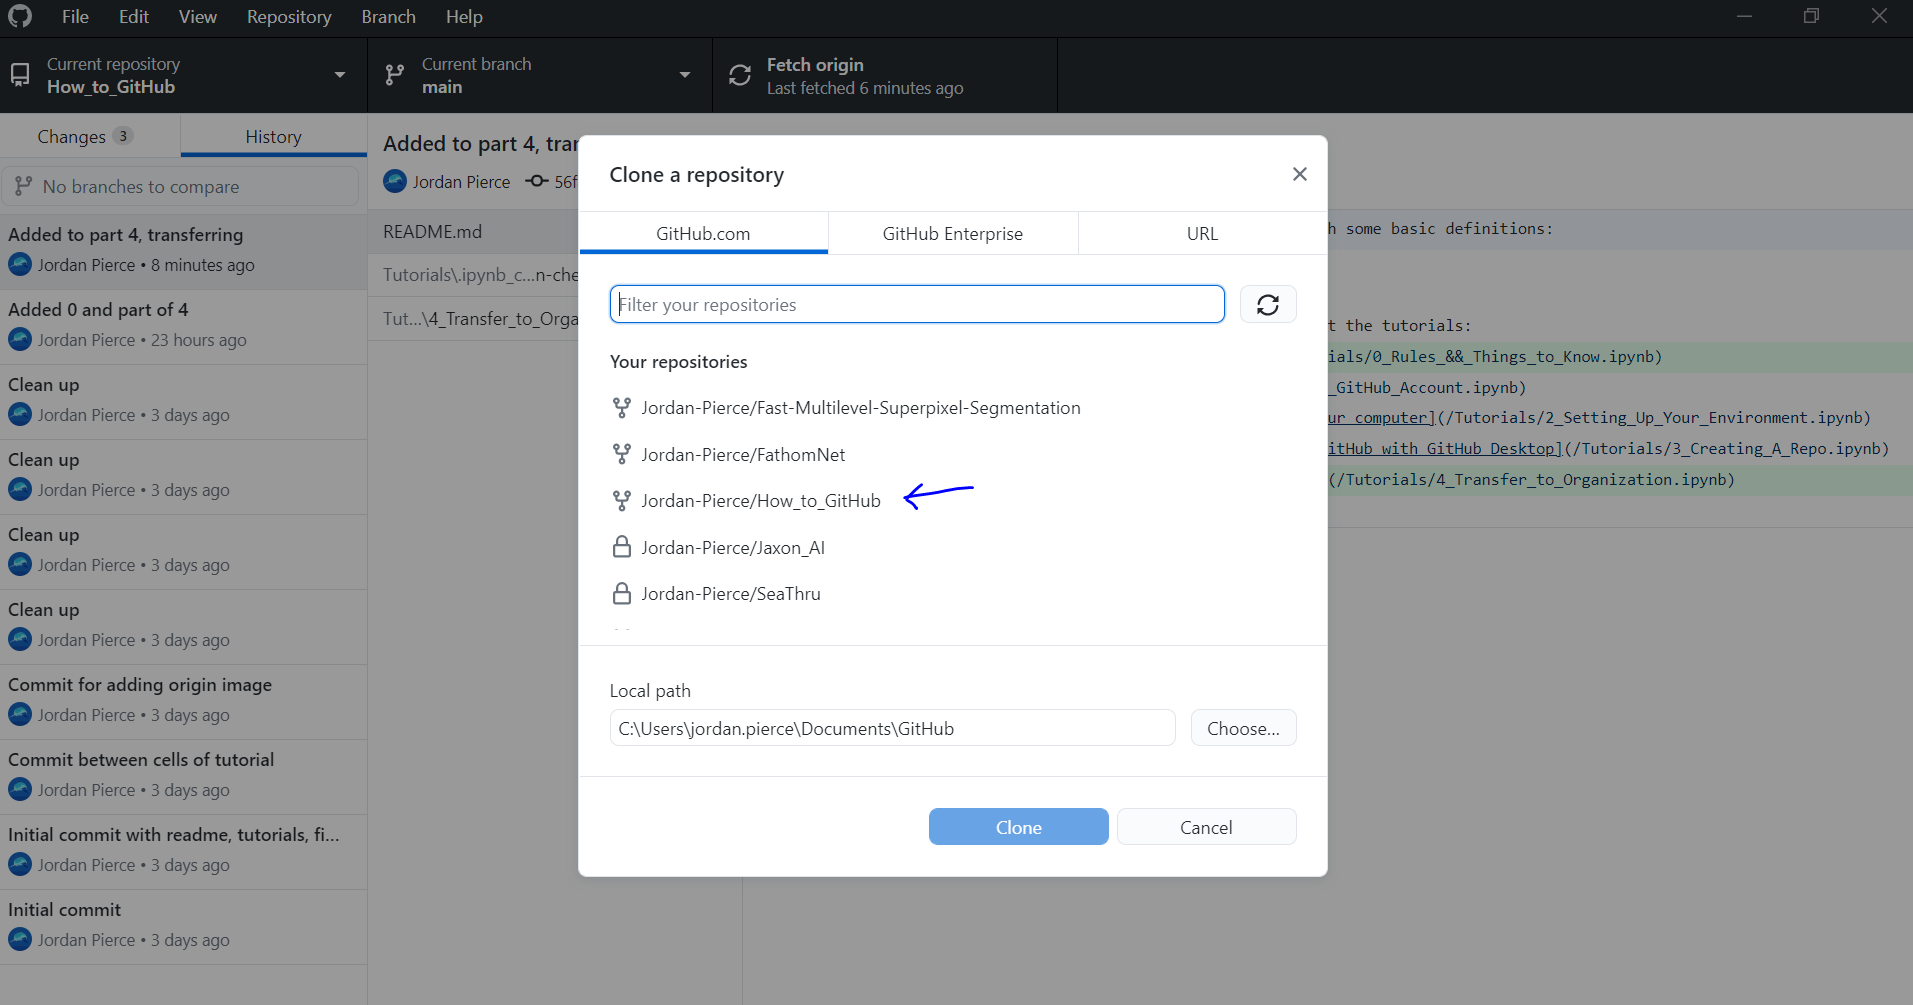 File Edit View Repository Branch Help
Current repository
How_to_GitHub
Current branch
main
Fetch origin
Last fetched 6 minutes ago
Changes 3
History
No branches to compare
Added to part 4, transferring
Jordan Pierce • 8 minutes ago
Added 0 and part of 4
Jordan Pierce • 23 hours ago
Clean up
Jordan Pierce • 3 days ago
Clean up
Jordan Pierce • 3 days ago
Clean up
Jordan Pierce • 3 days ago
Clean up
Jordan Pierce • 3 days ago
Commit for adding origin image
Jordan Pierce • 3 days ago
Commit between cells of tutorial
Jordan Pierce • 3 days ago
Initial commit with readme, tutorials, fi...
Jordan Pierce • 3 days ago
Initial commit
Jordan Pierce • 3 days ago
Added to part 4, tran
Jordan Pierce 56f
README.md
Tutorials\.ipynb_c...n-che
Tut...\4_Transfer_to_Orga
Clone a repository
GitHub.com
GitHub Enterprise
URL
Filter your repositories
Your repositories
Jordan-Pierce/Fast-Multilevel-Superpixel-Segmentation
Jordan-Pierce/FathomNet
Jordan-Pierce/How_to_GitHub
Jordan-Pierce/Jaxon_AI
Jordan-Pierce/SeaThru
Local path
C:\Users\jordan.pierce\Documents\GitHub
Choose...
Clone
Cancel
h some basic definitions:
t the tutorials:
ials/0_Rules_&&_Things_to_Know.ipynb)
_GitHub_Account.ipynb)
ur computer](/Tutorials/2_Setting_Up_Your_Environment.ipynb)
itHub with GitHub Desktop](/Tutorials/3_Creating_A_Repo.ipynb)
(/Tutorials/4_Transfer_to_Organization.ipynb)